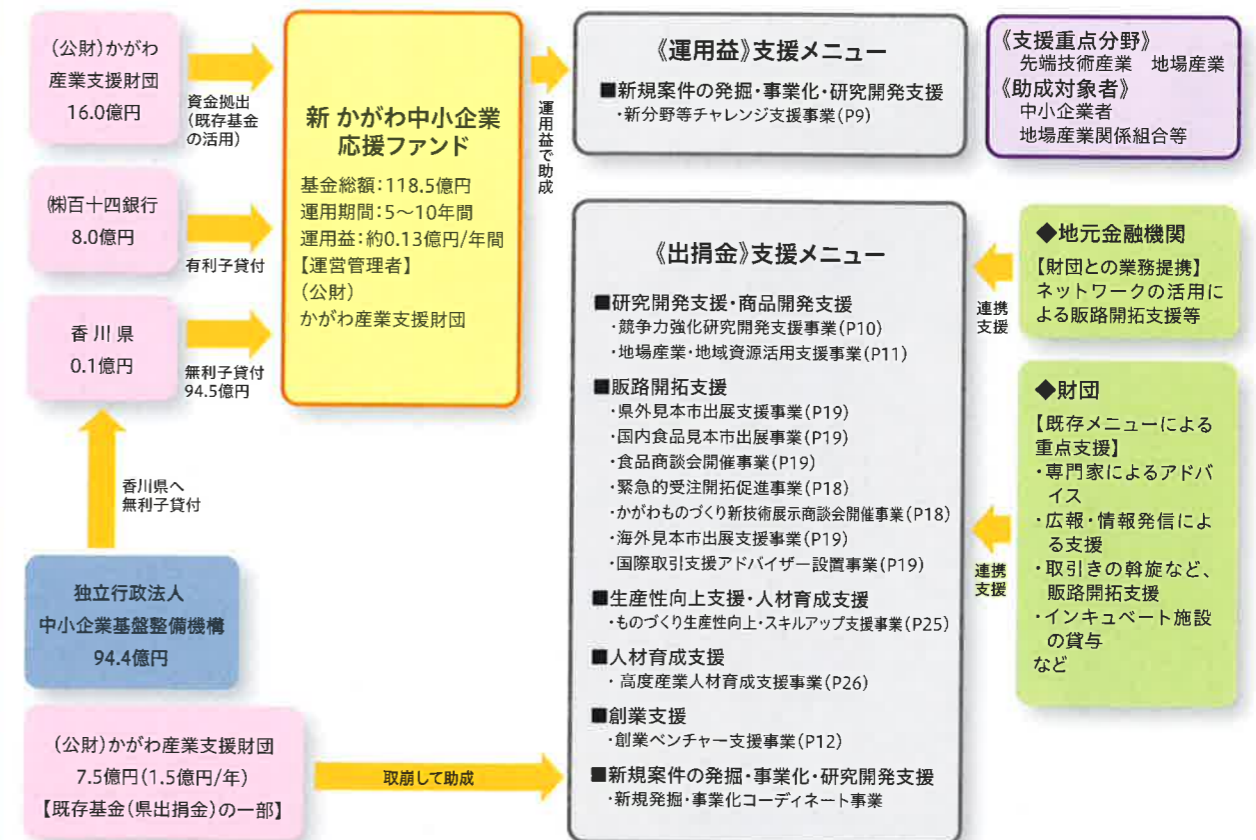 (公財)かがわ
産業支援財団
16.0億円
資金拠出
(既存基金
の活用)
㈱百十四銀行
8.0億円
有利子貸付
香川県
0.1億円
無利子貸付
94.5億円
香川県へ
無利子貸付
独立行政法人
中小企業基盤整備機構
94.4億円
(公財)かがわ産業支援財団
7.5億円(1.5億円/年)
【既存基金(県出捐金)の一部】
取崩して助成
新 かがわ中小企業
応援ファンド
基金総額:118.5億円
運用期間:5〜10年間
運用益:約0.13億円/年間
【運営管理者】
(公財)
かがわ産業支援財団
運用益で助成
《運用益》支援メニュー
■新規案件の発掘・事業化・研究開発支援
・新分野等チャレンジ支援事業(P9)
《支援重点分野》
先端技術産業 地場産業
《助成対象者》
中小企業者
地場産業関係組合等
《出捐金》支援メニュー
■研究開発支援・商品開発支援
・競争力強化研究開発支援事業(P10)
・地場産業・地域資源活用支援事業(P11)
■販路開拓支援
・県外見本市出展支援事業(P19)
・国内食品見本市出展事業(P19)
・食品商談会開催事業(P19)
・緊急的受注開拓促進事業(P18)
・かがわものづくり新技術展示商談会開催事業(P18)
・海外見本市出展支援事業(P19)
・国際取引支援アドバイザー設置事業(P19)
■生産性向上支援・人材育成支援
・ものづくり生産性向上・スキルアップ支援事業(P25)
■人材育成支援
・高度産業人材育成支援事業(P26)
■創業支援
・創業ベンチャー支援事業(P12)
■新規案件の発掘・事業化・研究開発支援
・新規発掘・事業化コーディネート事業
連携
支援
◆地元金融機関
【財団との業務提携】
ネットワークの活用に
よる販路開拓支援等
連携
支援
◆財団
【既存メニューによる
重点支援】
・専門家によるアドバ
イス
・広報・情報発信によ
る支援
・取引きの斡旋など、
販路開拓支援
・インキュベート施設
の貸与
など